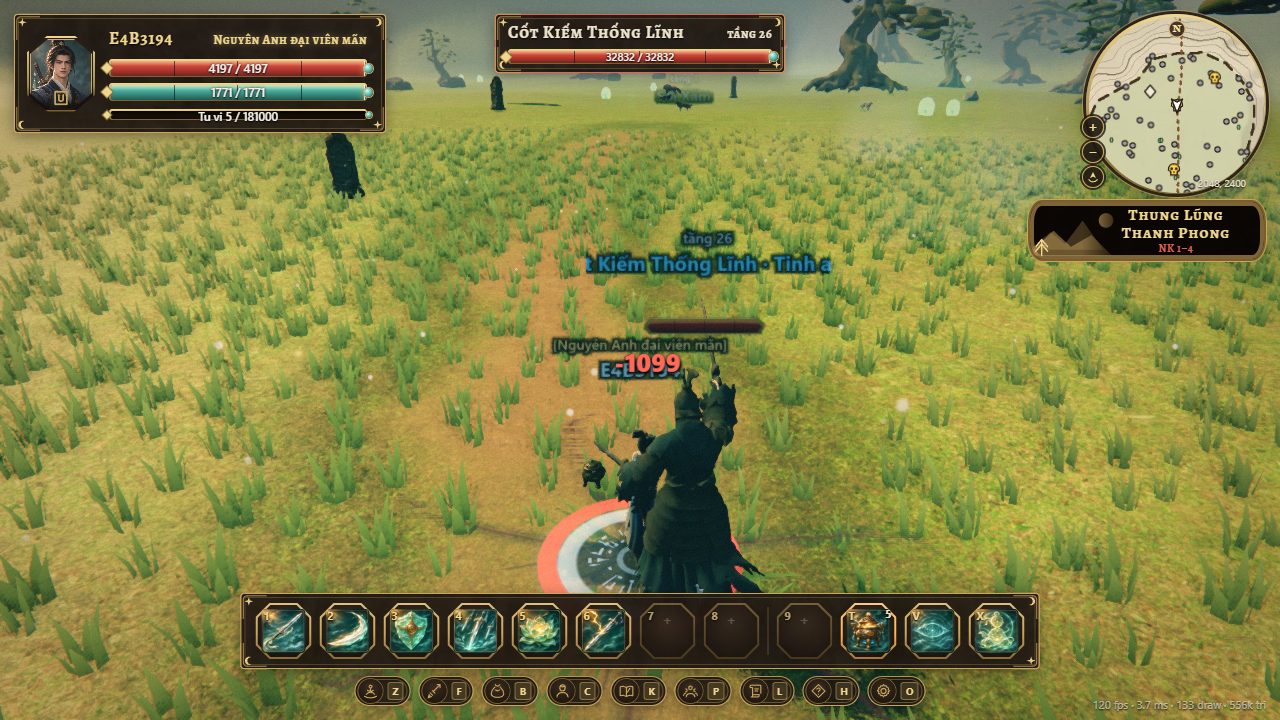 E4B3194
NGUYÊN ANH ĐẠI VIÊN MÃN
4197 / 4197
1771 / 1771
Tu vi 5 / 181000
U
CỐT KIẾM THỐNG LĨNH
TẦNG 26
32832 / 32832
N
+
−
2048, 2400
THUNG LŨNG
THANH PHONG
NK 1–4
tầng 26
t Kiếm Thống Lĩnh · Tinh a
[Nguyên Anh đại viên mãn]
-1099
1 2 3 4 5 6 7 8 9 T 5 V X
Z F B C K P L H O
120 fps · 3.7 ms · 133 draw · 556k tri